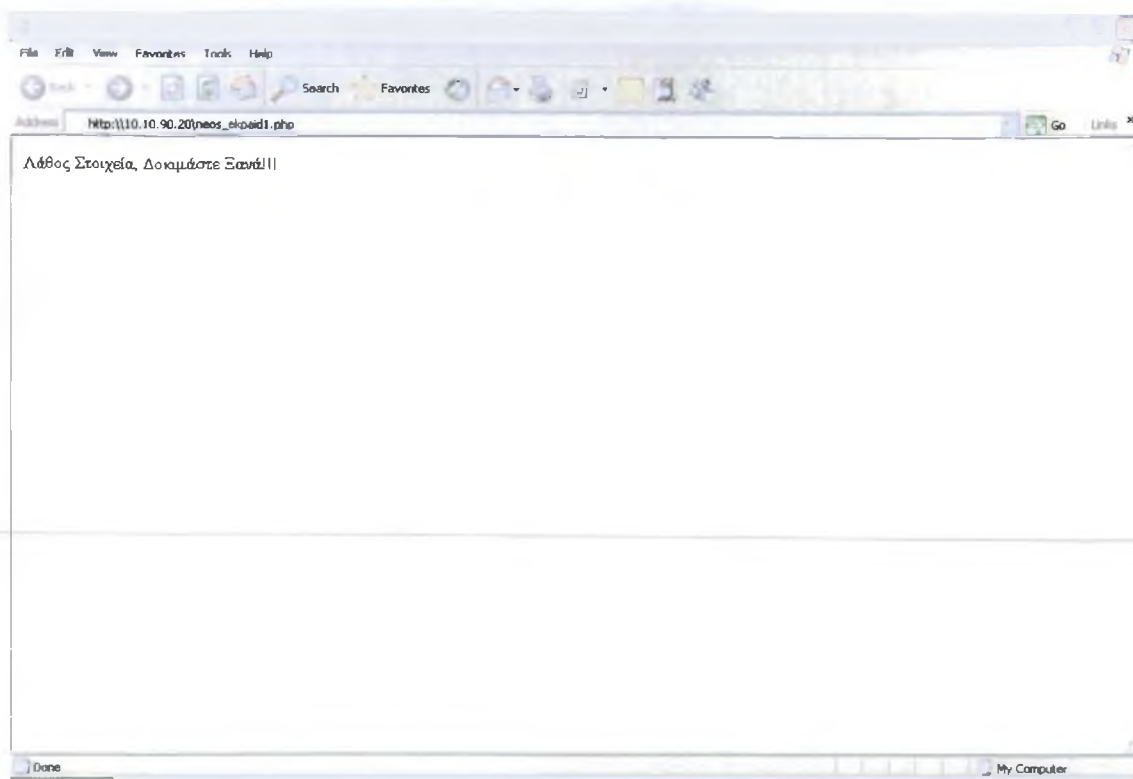 File Edit View Favorites Tools Help
Back Search Favorites
Address http:\\10.10.90.20\neos_ekpaid1.php Go Links
Λάθος Στοιχεία, Δοκιμάστε Ξανά!!!
Done My Computer